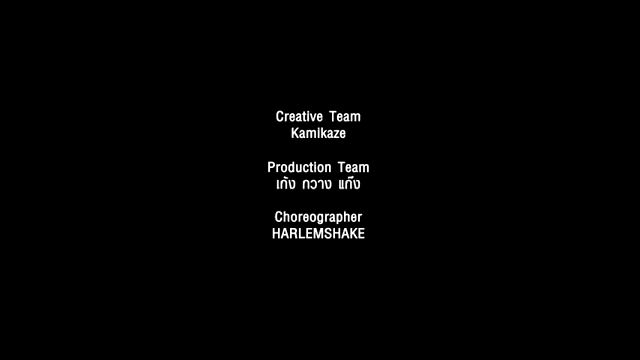 Creative Team
Kamikaze
Production Team
เก้ง กวาง แก๊ง
Choreographer
HARLEMSHAKE